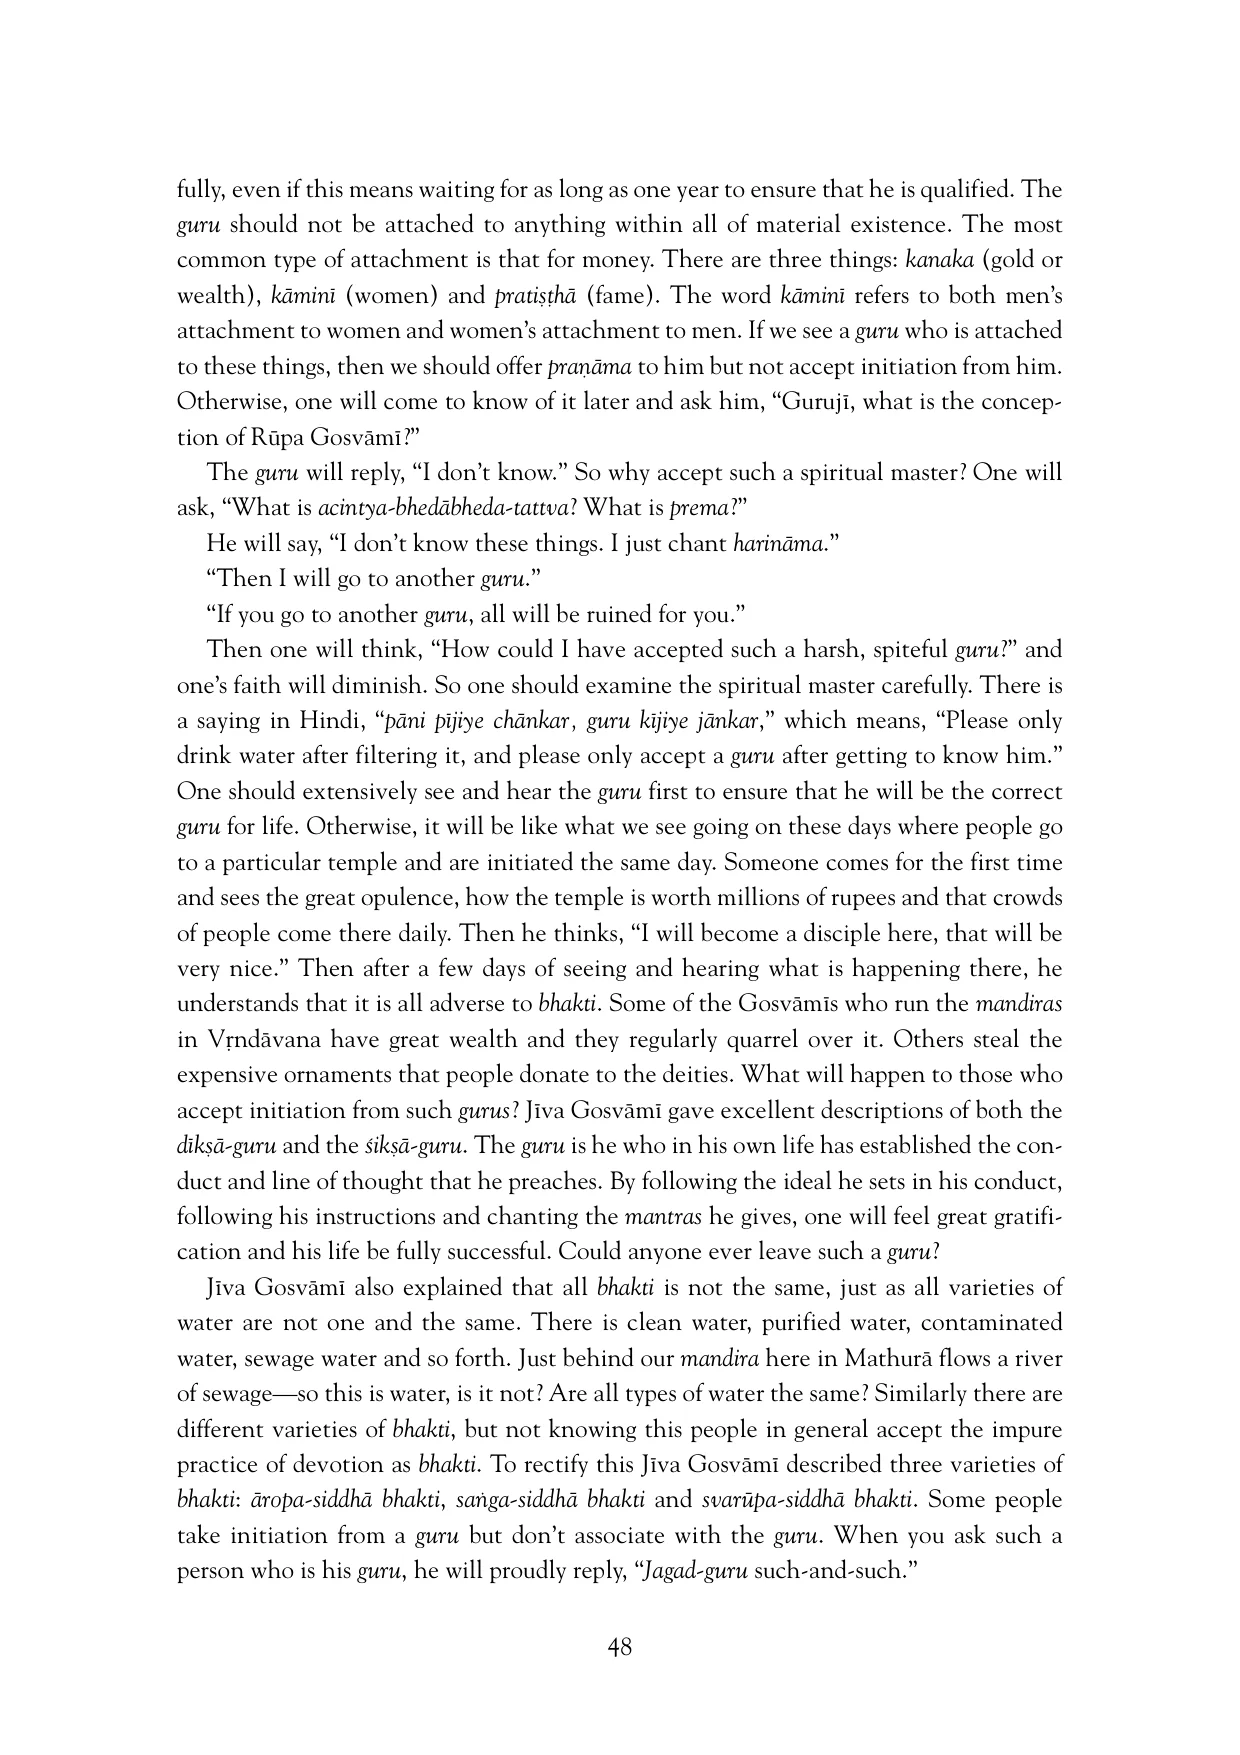 fully, even if this means waiting for as long as one year to ensure that he is qualified. The
guru should not be attached to anything within all of material existence. The most
common type of attachment is that for money. There are three things: kanaka (gold or
wealth), kāminī (women) and pratiṣṭhā (fame). The word kāminī refers to both men’s
attachment to women and women’s attachment to men. If we see a guru who is attached
to these things, then we should offer praṇāma to him but not accept initiation from him.
Otherwise, one will come to know of it later and ask him, “Gurujī, what is the concep-
tion of Rūpa Gosvāmī?”
The guru will reply, “I don’t know.” So why accept such a spiritual master? One will
ask, “What is acintya-bhedābheda-tattva? What is prema?”
He will say, “I don’t know these things. I just chant harināma.”
“Then I will go to another guru.”
“If you go to another guru, all will be ruined for you.”
Then one will think, “How could I have accepted such a harsh, spiteful guru?” and
one’s faith will diminish. So one should examine the spiritual master carefully. There is
a saying in Hindi, “pāni pījiye chānkar, guru kījiye jānkar,” which means, “Please only
drink water after filtering it, and please only accept a guru after getting to know him.”
One should extensively see and hear the guru first to ensure that he will be the correct
guru for life. Otherwise, it will be like what we see going on these days where people go
to a particular temple and are initiated the same day. Someone comes for the first time
and sees the great opulence, how the temple is worth millions of rupees and that crowds
of people come there daily. Then he thinks, “I will become a disciple here, that will be
very nice.” Then after a few days of seeing and hearing what is happening there, he
understands that it is all adverse to bhakti. Some of the Gosvāmīs who run the mandiras
in Vṛndāvana have great wealth and they regularly quarrel over it. Others steal the
expensive ornaments that people donate to the deities. What will happen to those who
accept initiation from such gurus? Jīva Gosvāmī gave excellent descriptions of both the
dīkṣā-guru and the śikṣā-guru. The guru is he who in his own life has established the con-
duct and line of thought that he preaches. By following the ideal he sets in his conduct,
following his instructions and chanting the mantras he gives, one will feel great gratifi-
cation and his life be fully successful. Could anyone ever leave such a guru?
Jīva Gosvāmī also explained that all bhakti is not the same, just as all varieties of
water are not one and the same. There is clean water, purified water, contaminated
water, sewage water and so forth. Just behind our mandira here in Mathurā flows a river
of sewage—so this is water, is it not? Are all types of water the same? Similarly there are
different varieties of bhakti, but not knowing this people in general accept the impure
practice of devotion as bhakti. To rectify this Jīva Gosvāmī described three varieties of
bhakti: āropa-siddhā bhakti, saṅga-siddhā bhakti and svarūpa-siddhā bhakti. Some people
take initiation from a guru but don’t associate with the guru. When you ask such a
person who is his guru, he will proudly reply, “Jagad-guru such-and-such.”
48